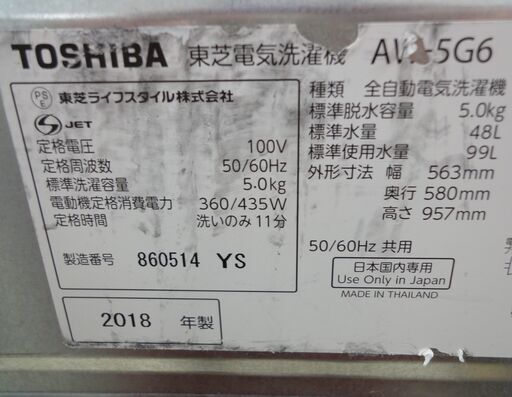 TOSHIBA 東芝電気洗濯機 AW-5G6
PS
E 東芝ライフスタイル株式会社
S JET
定格電圧 100V
定格周波数 50/60Hz
標準洗濯容量 5.0kg
電動機定格消費電力 360/435W
定格時間 洗いのみ11分
製造番号 860514 YS
2018 年製
種類 全自動電気洗濯機
標準脱水容量 5.0kg
標準水量 48L
標準使用水量 99L
外形寸法 幅 563mm
奥行 580mm
高さ 957mm
50/60Hz 共用
日本国内専用
Use Only in Japan
MADE IN THAILAND